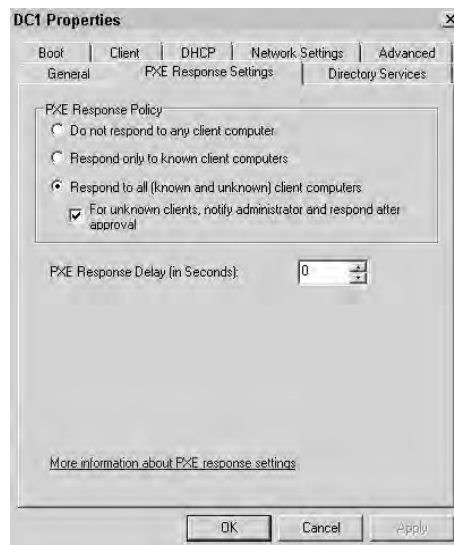 DC1 Properties
Boot Client DHCP Network Settings Advanced
General PXE Response Settings Directory Services
PXE Response Policy
Do not respond to any client computer
Respond only to known client computers
Respond to all (known and unknown) client computers
For unknown clients, notify administrator and respond after
approval
PXE Response Delay (in Seconds): 0
More information about PXE response settings
OK Cancel Apply